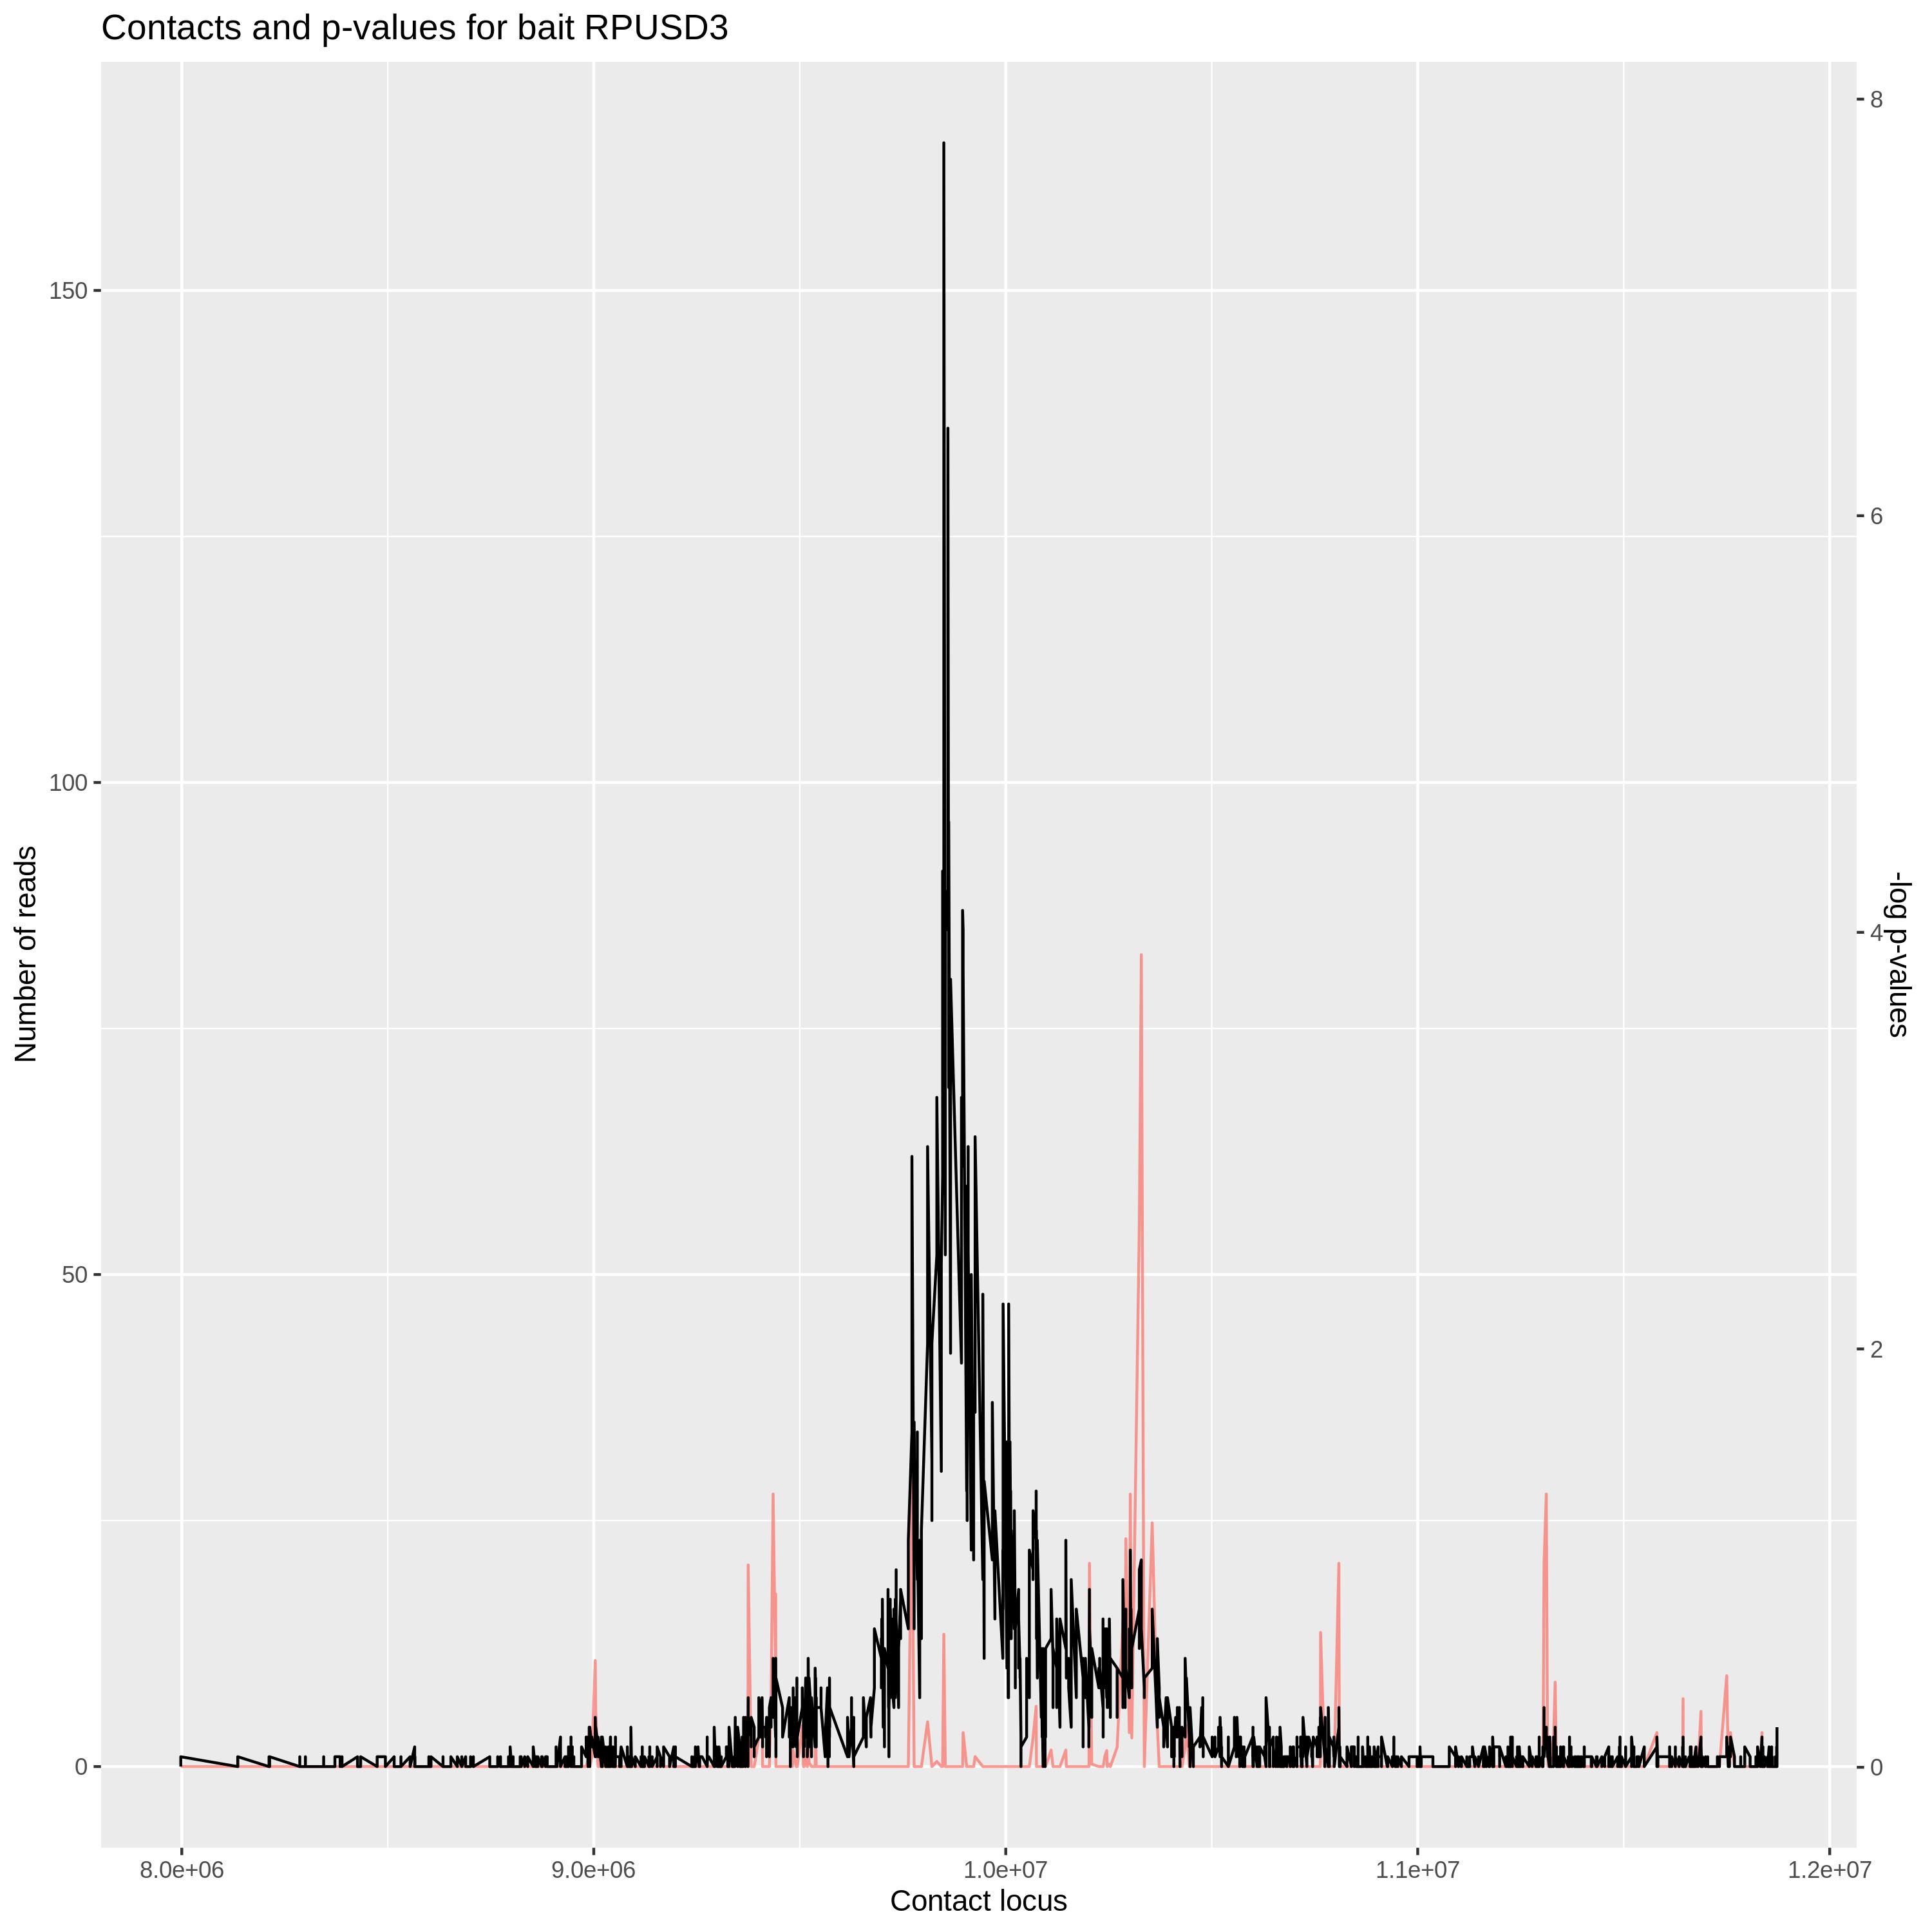 Contacts and p-values for bait RPUSD3
Number of reads
150
100
50
0
8
6
4
2
0
-log p-values
8.0e+06
9.0e+06
1.0e+07
1.1e+07
1.2e+07
Contact locus